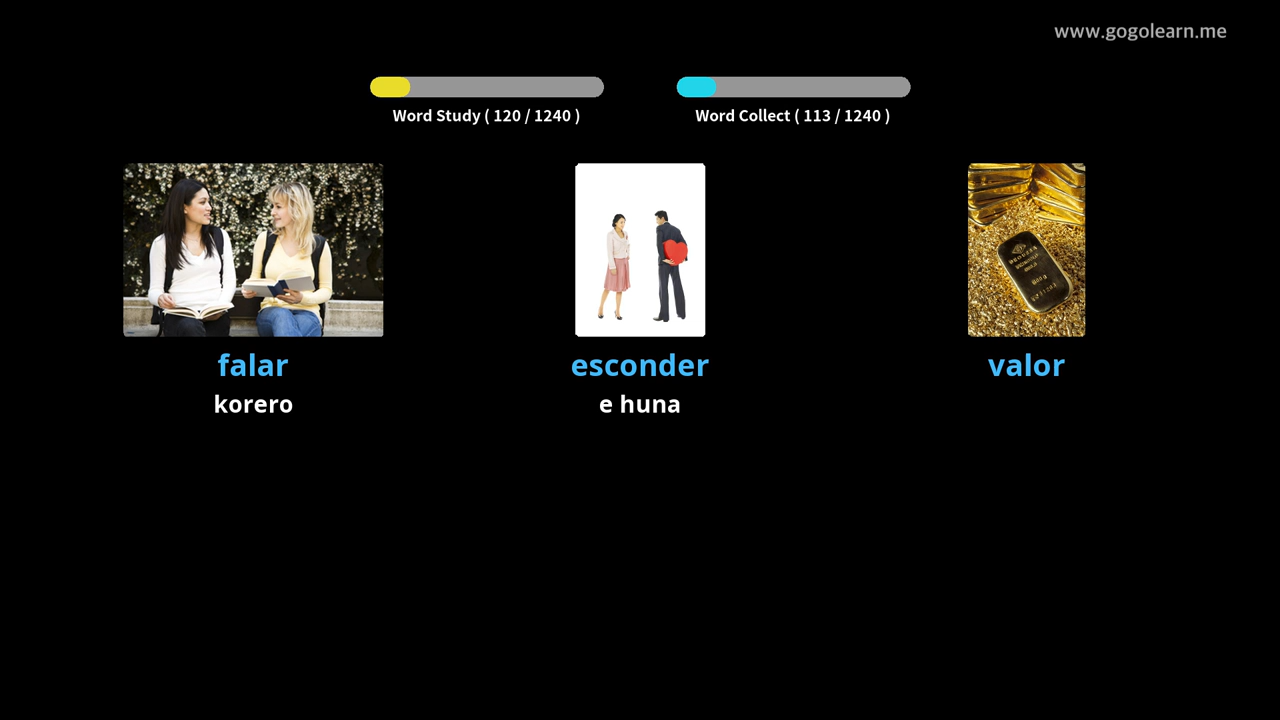 www.gogolearn.me
Word Study ( 120 / 1240 )
Word Collect ( 113 / 1240 )
falar
esconder
valor
korero
e huna